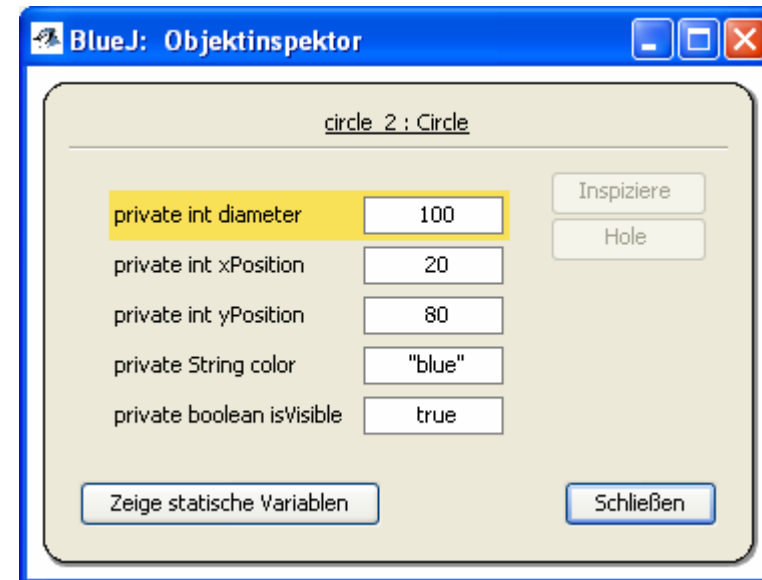 BlueJ: Objektinspektor
circle_2 : Circle
private int diameter 100
Inspiziere
Hole
private int xPosition 20
private int yPosition 80
private String color "blue"
private boolean isVisible true
Zeige statische Variablen
Schließen